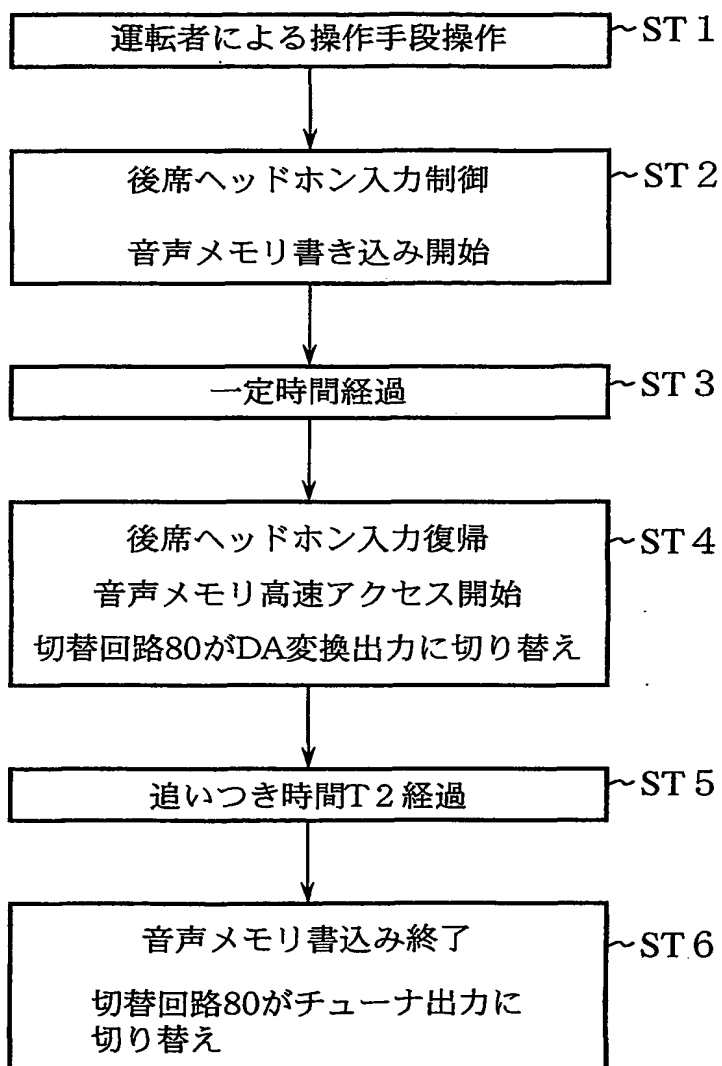 運転者による操作手段操作
~ST 1
後席ヘッドホン入力制御
~ST 2
音声メモリ書き込み開始
一定時間経過
~ST 3
後席ヘッドホン入力復帰
~ST 4
音声メモリ高速アクセス開始
切替回路80がDA変換出力に切り替え
追いつき時間T2経過
~ST 5
音声メモリ書込み終了
~ST 6
切替回路80がチューナ出力に
切り替え